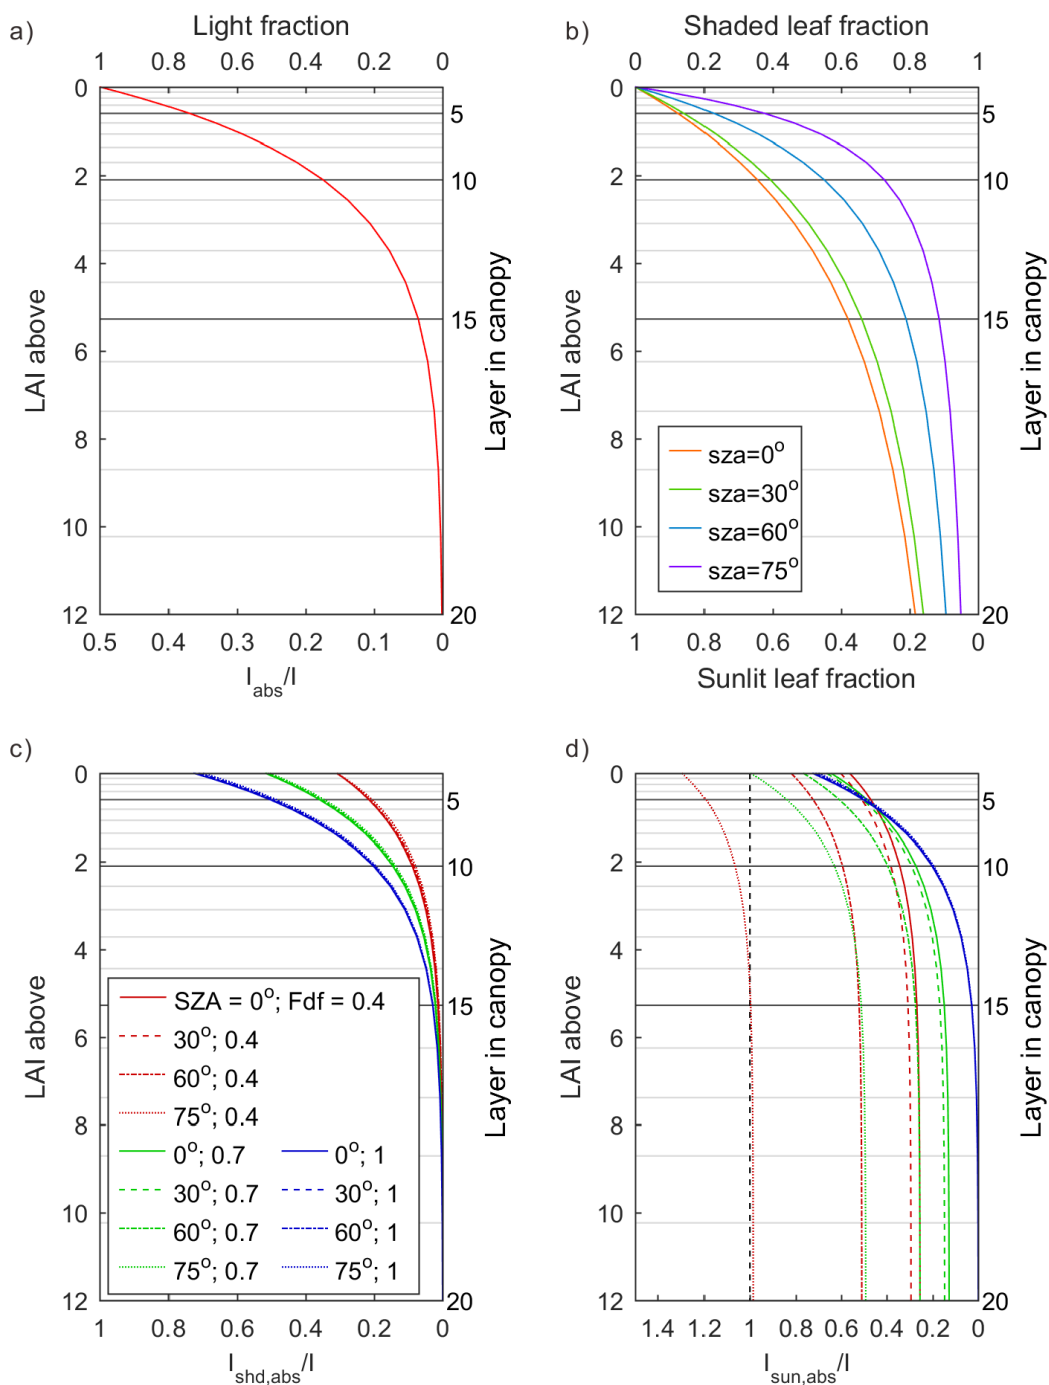 a)
Light fraction
1 0.8 0.6 0.4 0.2 0
0
2
4
6
8
10
12
LAI above
5
10
15
20
Layer in canopy
0.5 0.4 0.3 0.2 0.1 0
I_abs/I
b)
Shaded leaf fraction
0 0.2 0.4 0.6 0.8 1
0
2
4
6
8
10
12
LAI above
5
10
15
20
Layer in canopy
sza=0°
sza=30°
sza=60°
sza=75°
1 0.8 0.6 0.4 0.2 0
Sunlit leaf fraction
c)
0
2
4
6
8
10
12
LAI above
5
10
15
20
Layer in canopy
SZA = 0°; Fdf = 0.4
30°; 0.4
60°; 0.4
75°; 0.4
0°; 0.7 0°; 1
30°; 0.7 30°; 1
60°; 0.7 60°; 1
75°; 0.7 75°; 1
1 0.8 0.6 0.4 0.2 0
I_shd,abs/I
d)
0
2
4
6
8
10
12
LAI above
5
10
15
20
Layer in canopy
1.4 1.2 1 0.8 0.6 0.4 0.2 0
I_sun,abs/I